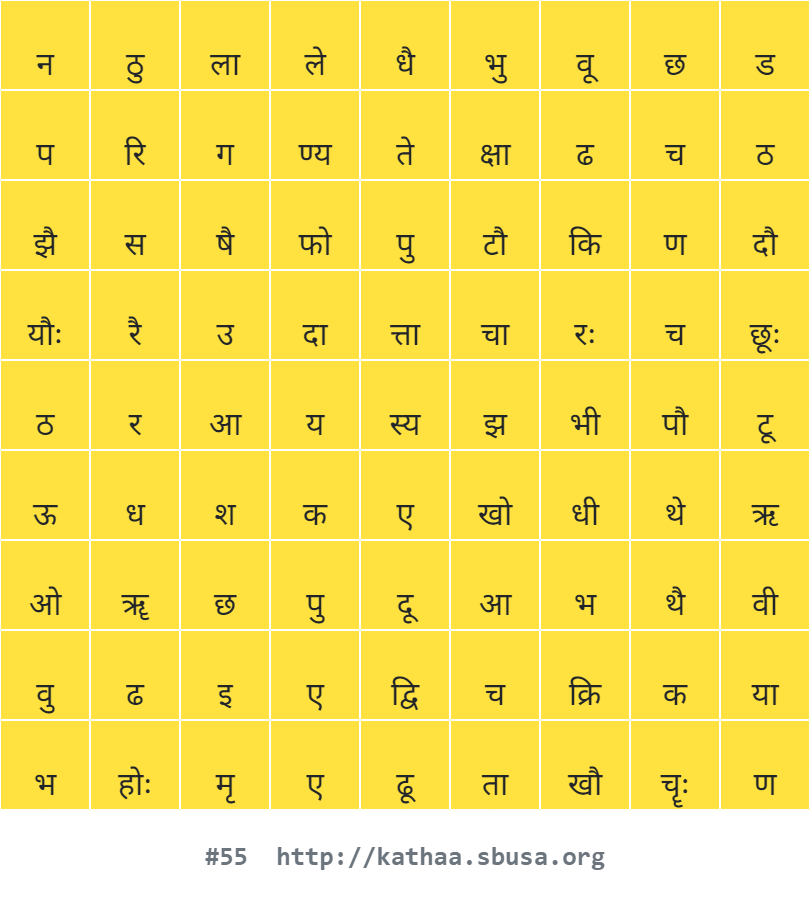 न ठु ला ले धै भु वू छ ड
प रि ग ण्य ते क्षा ढ च ठ
झै स षै फो पु टौ कि ण दौ
यौः रै उ दा त्ता चा रः च छूः
ठ र आ य स्य झ भी पौ टू
ऊ ध श क ए खो धी थे ऋ
ओ ॠ छ पु दू आ भ थै वी
वु ढ इ ए द्वि च क्रि क या
भ होः मृ ए ढू ता खौ चॄः ण
#55 http://kathaa.sbusa.org